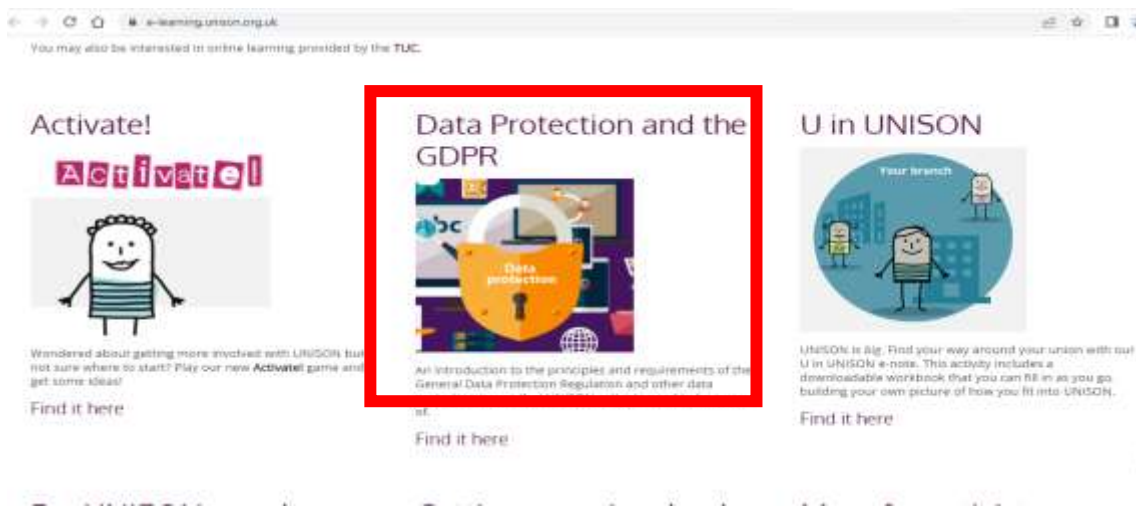 e-learning.unison.org.uk
You may also be interested in online learning provided by the TUC.
Activate!
Activate!
Wondered about getting more involved with UNISON but
not sure where to start? Play our new Activate! game and
get some ideas!
Find it here
Data Protection and the
GDPR
abc
Data
protection
An introduction to the principles and requirements of the
General Data Protection Regulation and other data
of.
Find it here
U in UNISON
Your branch
UNISON is big. Find your way around your union with our
U in UNISON e-note. This activity includes a
downloadable workbook that you can fill in as you go,
building your own picture of how you fit into UNISON.
Find it here